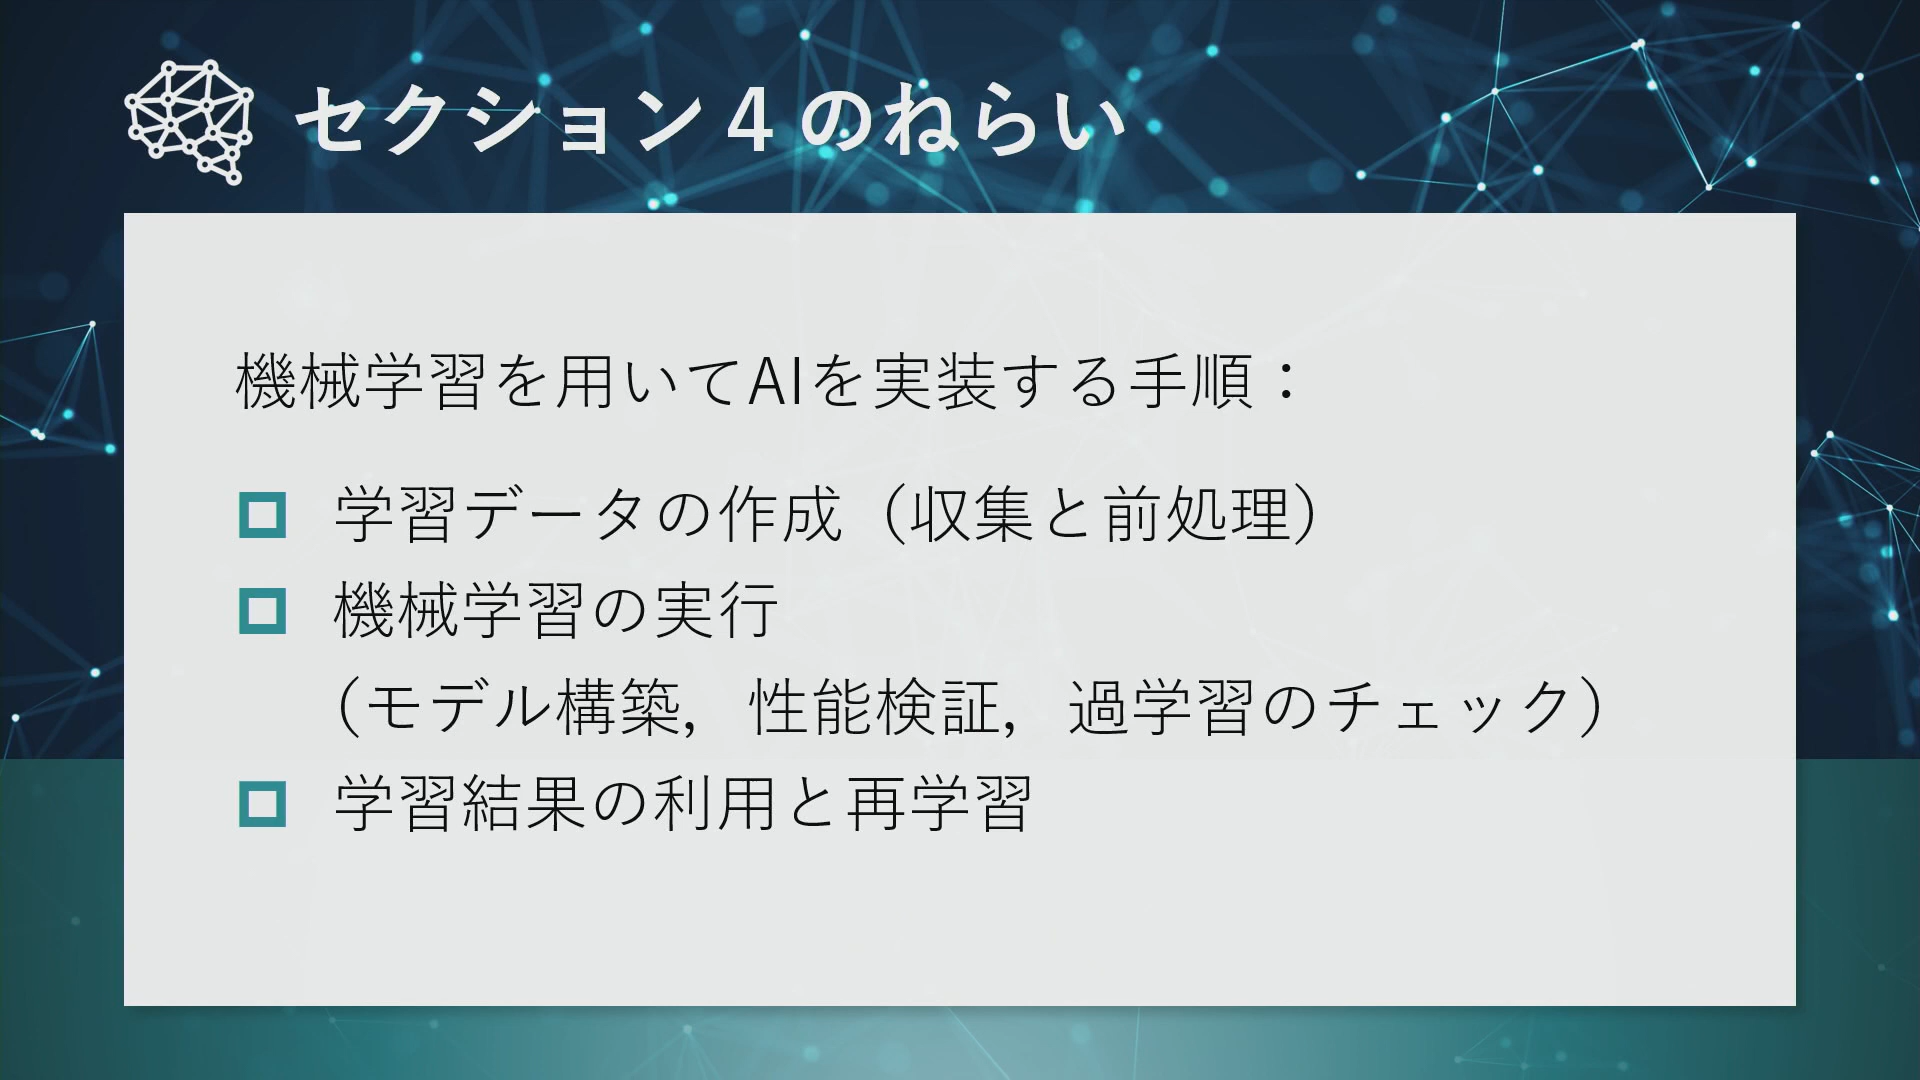 セクション4のねらい
機械学習を用いてAIを実装する手順：
学習データの作成（収集と前処理）
機械学習の実行
（モデル構築，性能検証，過学習のチェック）
学習結果の利用と再学習